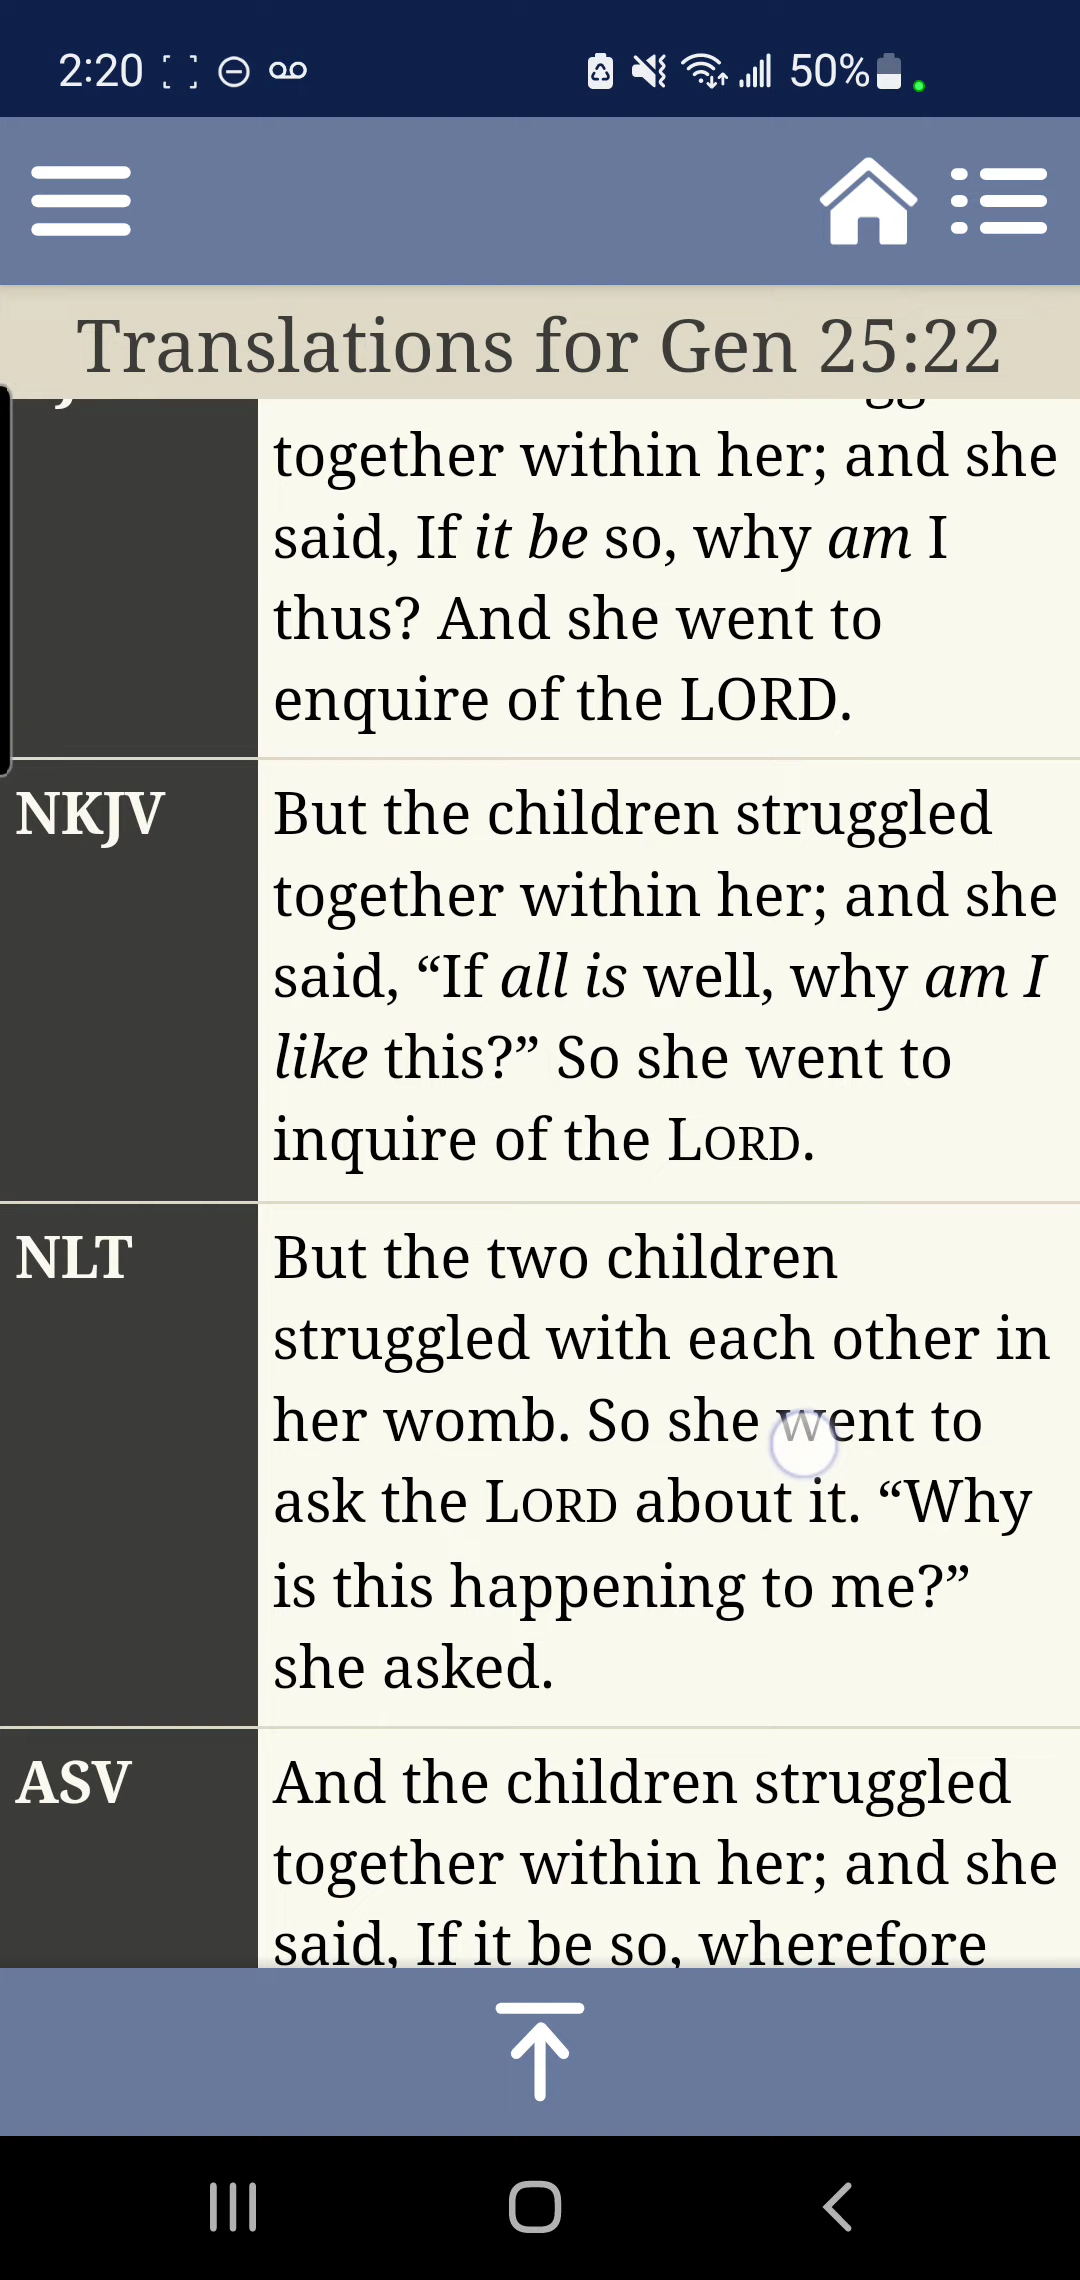 2:20
50%
Translations for Gen 25:22
together within her; and she
said, If it be so, why am I
thus? And she went to
enquire of the LORD.
NKJV
But the children struggled
together within her; and she
said, “If all is well, why am I
like this?” So she went to
inquire of the LORD.
NLT
But the two children
struggled with each other in
her womb. So she went to
ask the LORD about it. “Why
is this happening to me?”
she asked.
ASV
And the children struggled
together within her; and she
said, If it be so, wherefore